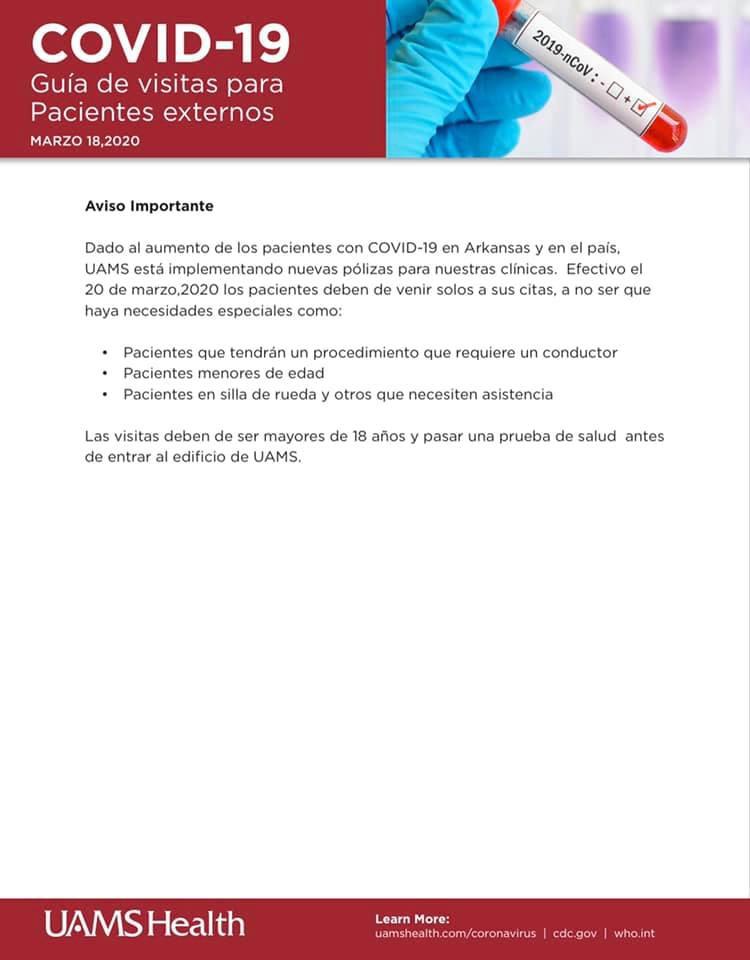 COVID-19
Guía de visitas para
Pacientes externos
MARZO 18,2020
2019-nCoV : - +
Aviso Importante
Dado al aumento de los pacientes con COVID-19 en Arkansas y en el país,
UAMS está implementando nuevas pólizas para nuestras clínicas. Efectivo el
20 de marzo,2020 los pacientes deben de venir solos a sus citas, a no ser que
haya necesidades especiales como:
• Pacientes que tendrán un procedimiento que requiere un conductor
• Pacientes menores de edad
• Pacientes en silla de rueda y otros que necesiten asistencia
Las visitas deben de ser mayores de 18 años y pasar una prueba de salud antes
de entrar al edificio de UAMS.
UAMS Health
Learn More:
uamshealth.com/coronavirus | cdc.gov | who.int